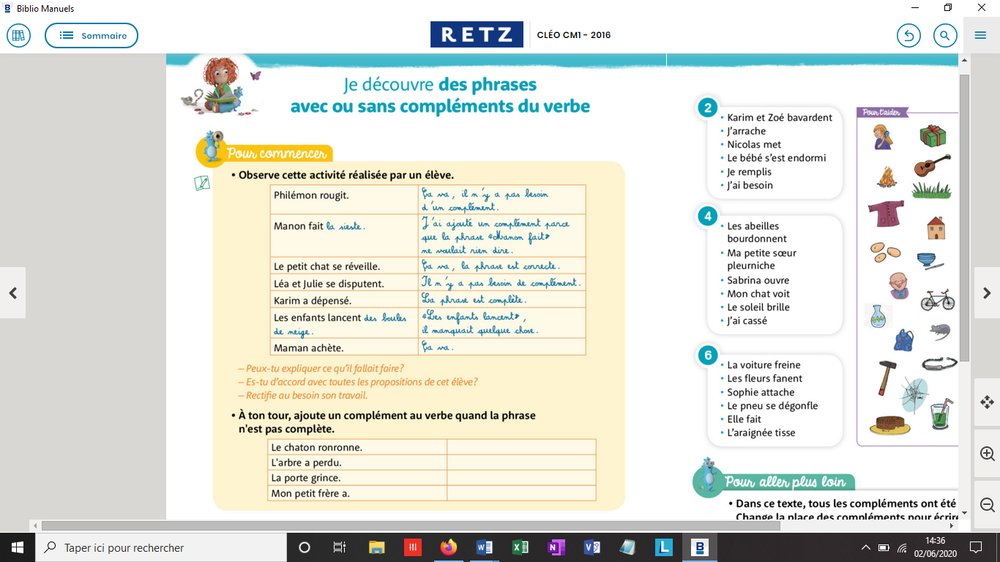 Biblio Manuels
Sommaire
RETZ
CLÉO CM1 - 2016
Je découvre des phrases
avec ou sans compléments du verbe
Pour commencer
• Observe cette activité réalisée par un élève.
Philémon rougit.
Ça va, il n'y a pas besoin
d'un complément.
Manon fait la sieste.
J'ai ajouté un complément parce
que la phrase «Manon fait»
ne voulait rien dire.
Le petit chat se réveille.
Ça va, la phrase est correcte.
Léa et Julie se disputent.
Il n'y a pas besoin de complément.
Karim a dépensé.
La phrase est complète.
Les enfants lancent des boules
de neige.
«Les enfants lancent»,
il manquait quelque chose.
Maman achète.
Ça va.
– Peux-tu expliquer ce qu'il fallait faire?
– Es-tu d'accord avec toutes les propositions de cet élève?
– Rectifie au besoin son travail.
• À ton tour, ajoute un complément au verbe quand la phrase
n'est pas complète.
Le chaton ronronne.
L'arbre a perdu.
La porte grince.
Mon petit frère a.
2
• Karim et Zoé bavardent
• J'arrache
• Nicolas met
• Le bébé s'est endormi
• Je remplis
• J'ai besoin
4
• Les abeilles
bourdonnent
• Ma petite sœur
pleurniche
• Sabrina ouvre
• Mon chat voit
• Le soleil brille
• J'ai cassé
6
• La voiture freine
• Les fleurs fanent
• Sophie attache
• Le pneu se dégonfle
• Elle fait
• L'araignée tisse
Pour t'aider
Pour aller plus loin
• Dans ce texte, tous les compléments ont été
Change la place des compléments pour écrire
Taper ici pour rechercher
14:36
02/06/2020